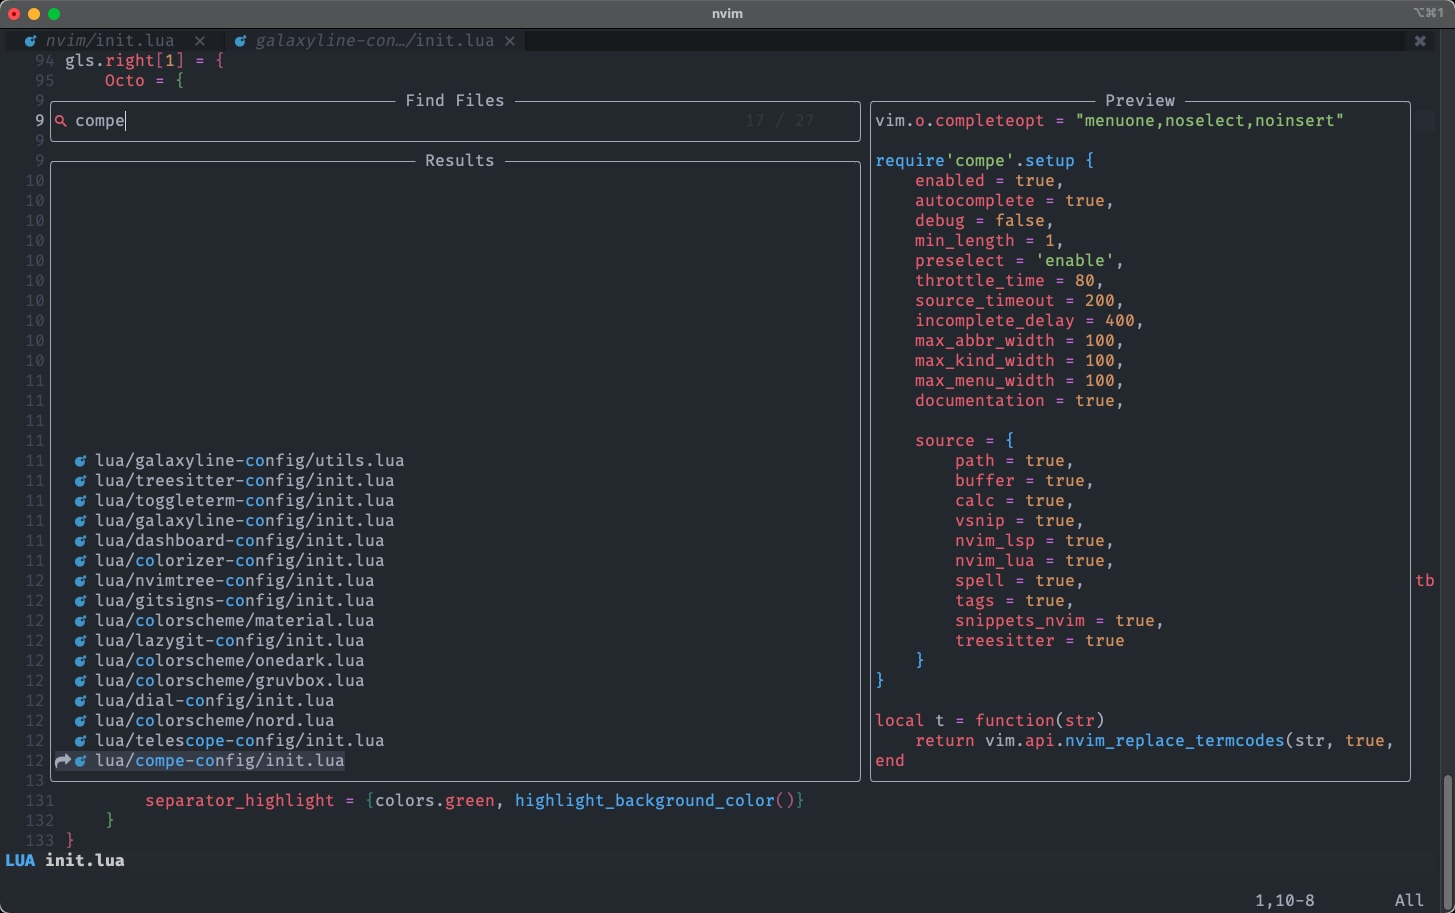 nvim
⌥⌘1
nvim/init.lua × galaxyline-con…/init.lua ×
94 gls.right[1] = {
95 Octo = {
9
Find Files
9 compe 17 / 27
9
9 Results
10
10
10
10
10
10
10
10
10
10
11
11
11
11
11 lua/galaxyline-config/utils.lua
11 lua/treesitter-config/init.lua
11 lua/toggleterm-config/init.lua
11 lua/galaxyline-config/init.lua
11 lua/dashboard-config/init.lua
11 lua/colorizer-config/init.lua
12 lua/nvimtree-config/init.lua
12 lua/gitsigns-config/init.lua
12 lua/colorscheme/material.lua
12 lua/lazygit-config/init.lua
12 lua/colorscheme/onedark.lua
12 lua/colorscheme/gruvbox.lua
12 lua/dial-config/init.lua
12 lua/colorscheme/nord.lua
12 lua/telescope-config/init.lua
12 lua/compe-config/init.lua
13
Preview
vim.o.completeopt = "menuone,noselect,noinsert"
require'compe'.setup {
enabled = true,
autocomplete = true,
debug = false,
min_length = 1,
preselect = 'enable',
throttle_time = 80,
source_timeout = 200,
incomplete_delay = 400,
max_abbr_width = 100,
max_kind_width = 100,
max_menu_width = 100,
documentation = true,
source = {
path = true,
buffer = true,
calc = true,
vsnip = true,
nvim_lsp = true,
nvim_lua = true,
spell = true,
tags = true,
snippets_nvim = true,
treesitter = true
}
}
local t = function(str)
return vim.api.nvim_replace_termcodes(str, true,
end
tb
131 separator_highlight = {colors.green, highlight_background_color()}
132 }
133 }
LUA init.lua
1,10-8 All